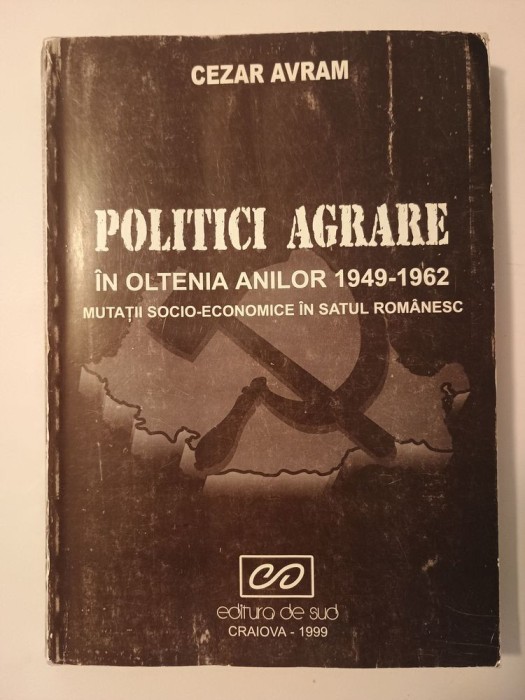 CEZAR AVRAM
POLITICI AGRARE
ÎN OLTENIA ANILOR 1949-1962
MUTAȚII SOCIO-ECONOMICE ÎN SATUL ROMÂNESC
editura de sud
CRAIOVA - 1999